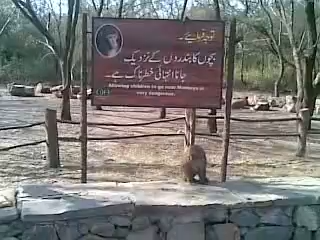 توجہ فرمائیے
بچوں کا بندروں کے نزدیک
جانا انتہائی خطرناک ہے۔
Allowing children to go near Monkeys is
very dangerous.